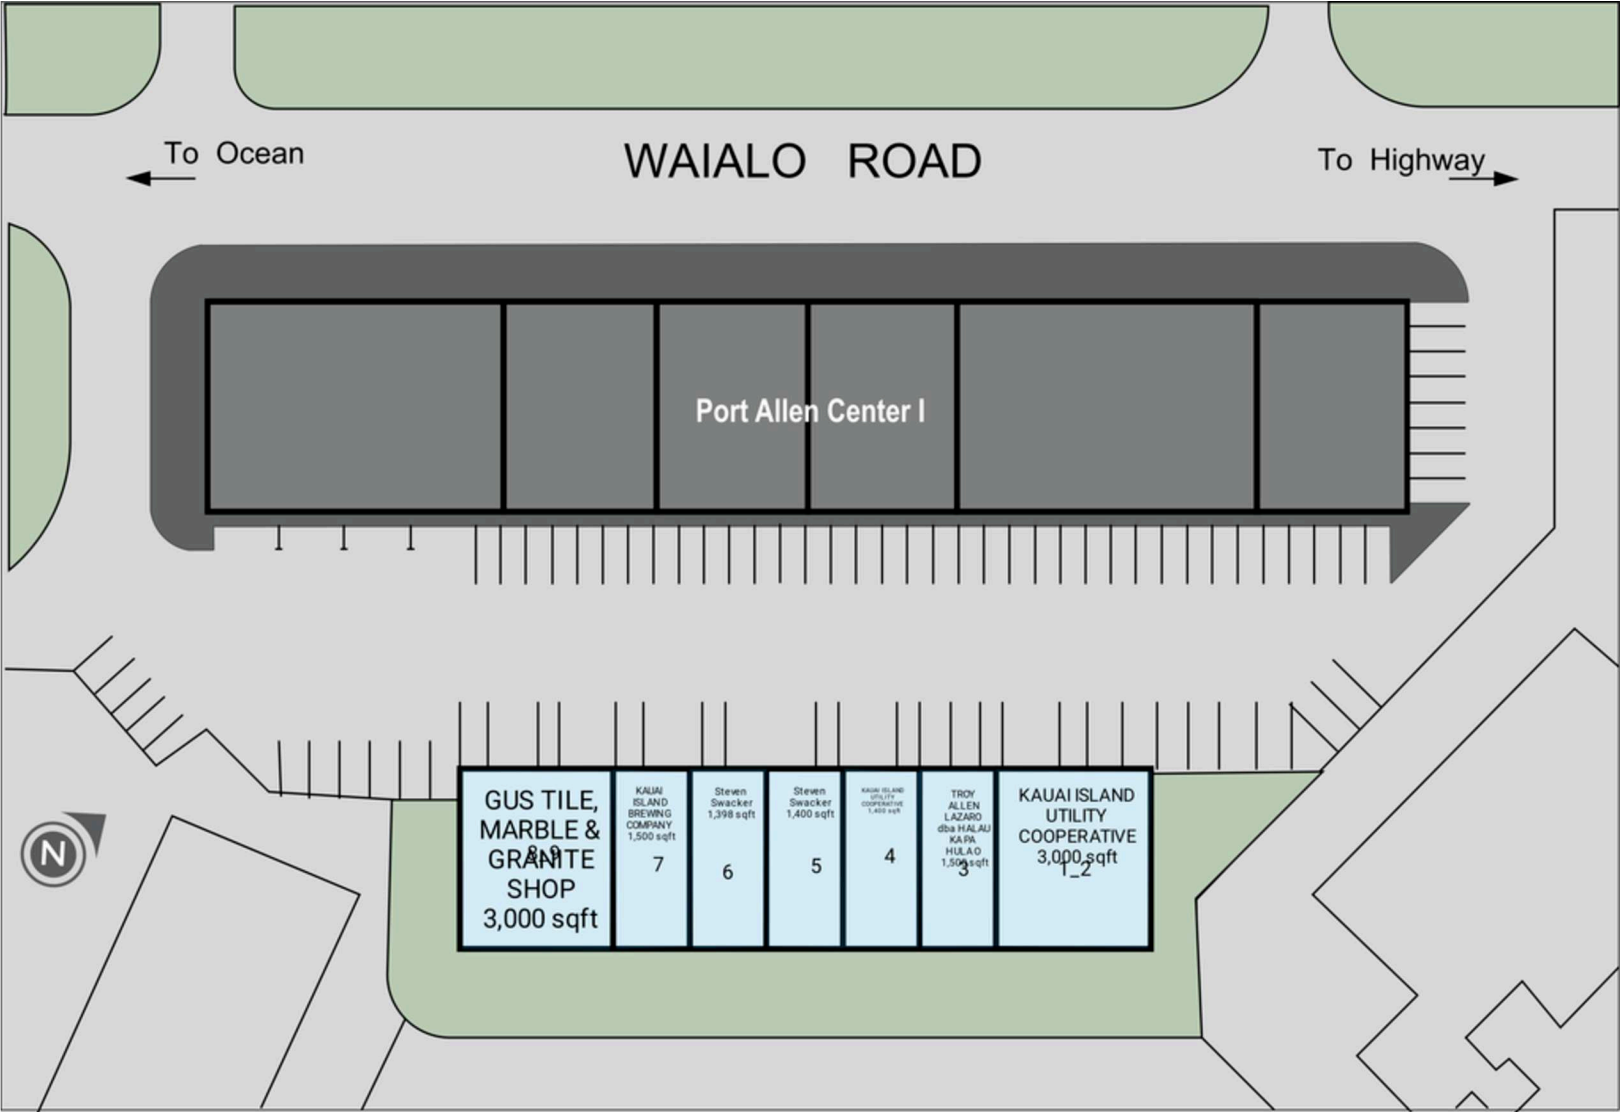 To Ocean
WAIALO ROAD
To Highway
Port Allen Center I
N
GUS TILE,
MARBLE &
GRANITE
SHOP
3,000 sqft
8_9
KAUAI
ISLAND
BREWING
COMPANY
1,500 sqft
7
Steven
Swacker
1,398 sqft
6
Steven
Swacker
1,400 sqft
5
KAUAI ISLAND
UTILITY
COOPERATIVE
1,400 sqft
4
TROY
ALLEN
LAZARO
dba HALAU
KA PA
HULA O
1,500 sqft
3
KAUAI ISLAND
UTILITY
COOPERATIVE
3,000 sqft
1_2